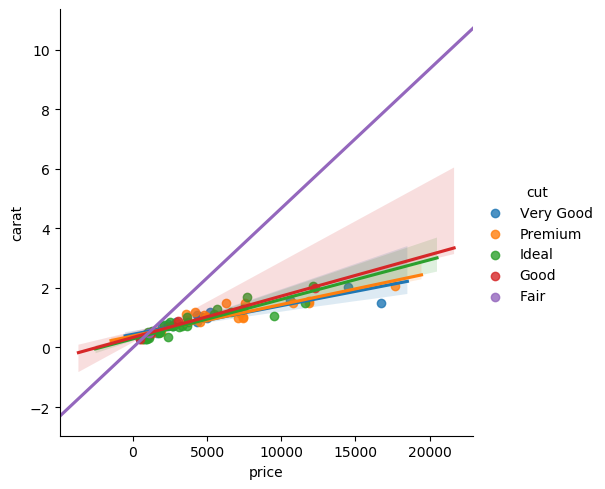 10
8
6
4
2
0
−2
carat
0 5000 10000 15000 20000
price
cut
Very Good
Premium
Ideal
Good
Fair